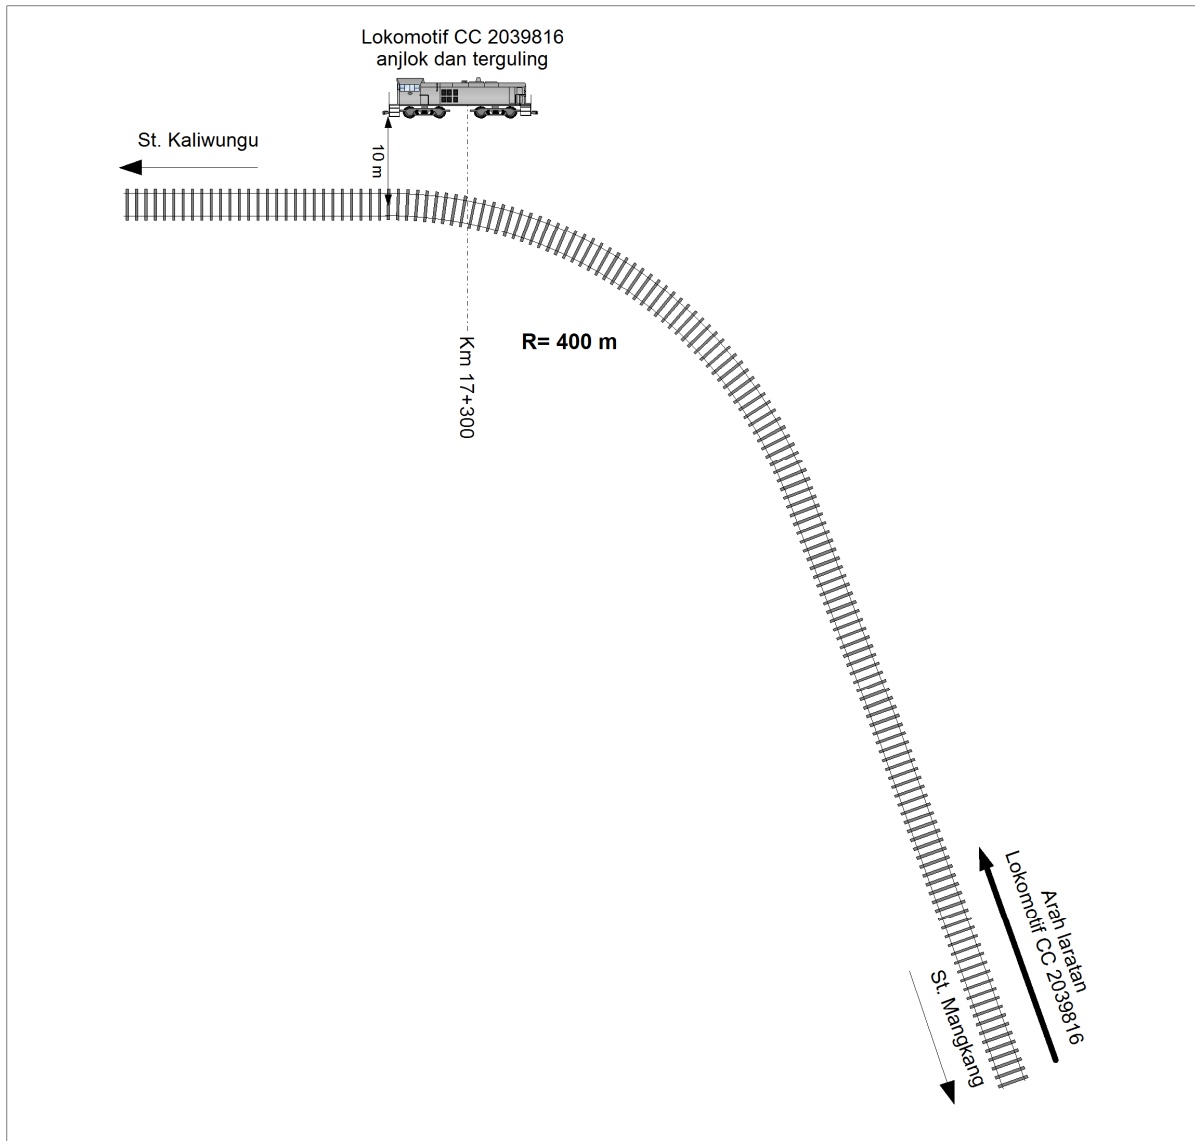 Lokomotif CC 2039816
anjlok dan terguling
St. Kaliwungu
10 m
R= 400 m
Km 17+300
Arah laratan
Lokomotif CC 2039816
St. Mangkang